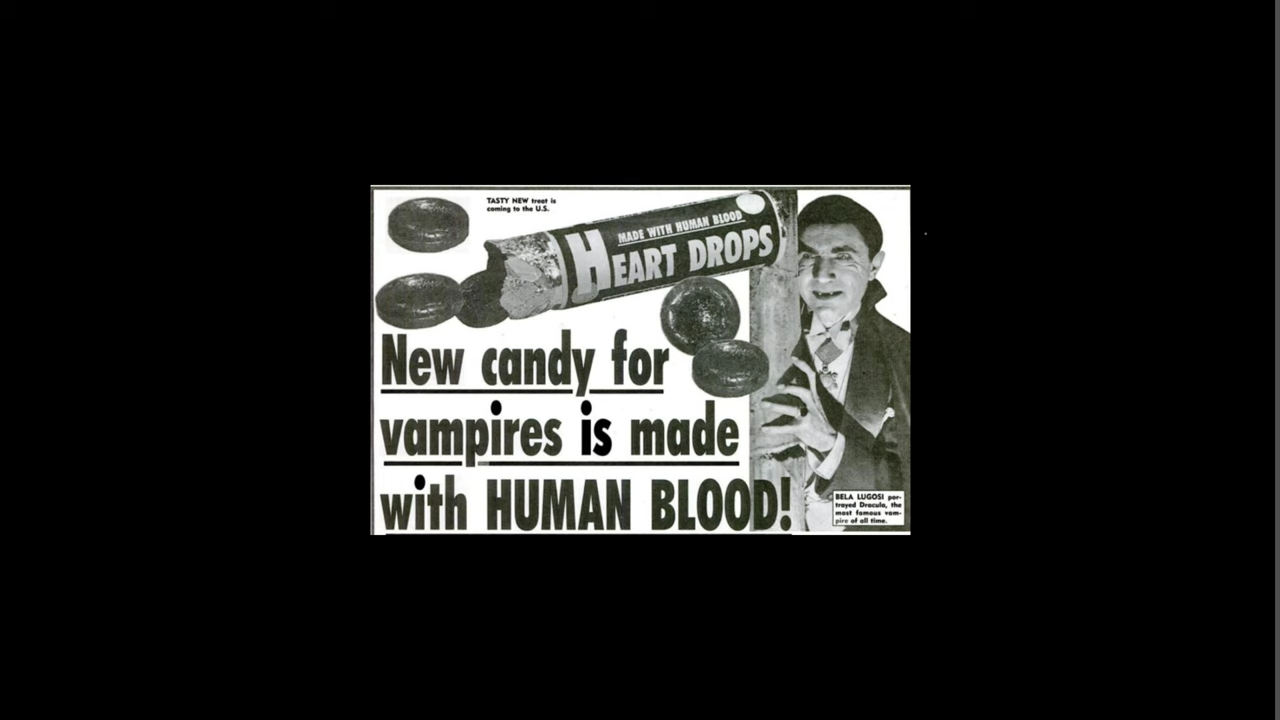 TASTY NEW treat is
coming to the U.S.
MADE WITH HUMAN BLOOD
HEART DROPS
New candy for
vampires is made
with HUMAN BLOOD!
BELA LUGOSI por-
trayed Dracula, the
most famous vam-
pire of all time.